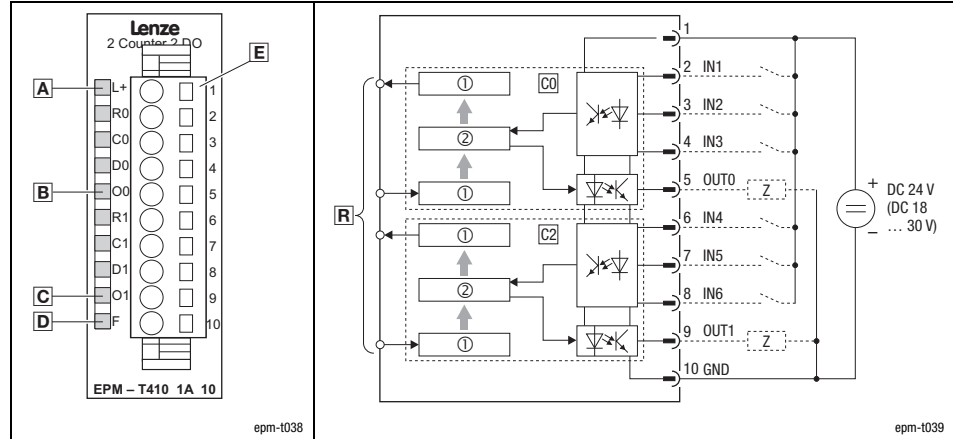 Lenze
2 Counter 2 DO
E
A
L+ 1
R0 2
C0 3
D0 4
B
O0 5
R1 6
C1 7
D1 8
C
O1 9
D
F 10
EPM – T410 1A 10
epm-t038
1
① C0
2 IN1
②
3 IN2
4 IN3
①
5 OUT0
Z
R
① C2
6 IN4
②
7 IN5
8 IN6
①
9 OUT1
Z
10 GND
+ DC 24 V
(DC 18
– ... 30 V)
epm-t039